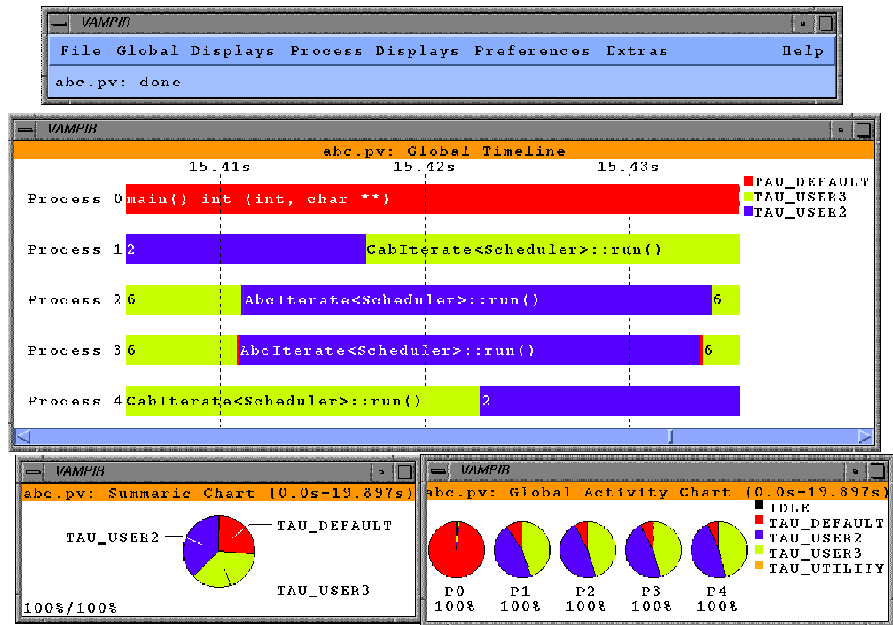 VAMPIR
File Global Displays Process Displays Preferences Extras Help
abc.pv: done
VAMPIR
abc.pv: Global Timeline
15.41s 15.42s 15.43s
Process 0 main() int (int, char **)
TAU_DEFAULT
TAU_USER3
TAU_USER2
Process 1 2 CabIterate<Scheduler>::run()
Process 2 6 AbcIterate<Scheduler>::run() 6
Process 3 6 AbcIterate<Scheduler>::run() 6
Process 4 CabIterate<Scheduler>::run() 2
VAMPIR
abc.pv: Summaric Chart (0.0s-19.897s)
TAU_DEFAULT
TAU_USER2
TAU_USER3
100%/100%
VAMPIR
abc.pv: Global Activity Chart (0.0s-19.897s)
IDLE
TAU_DEFAULT
TAU_USER2
TAU_USER3
TAU_UTILITY
P0 P1 P2 P3 P4
100% 100% 100% 100% 100%